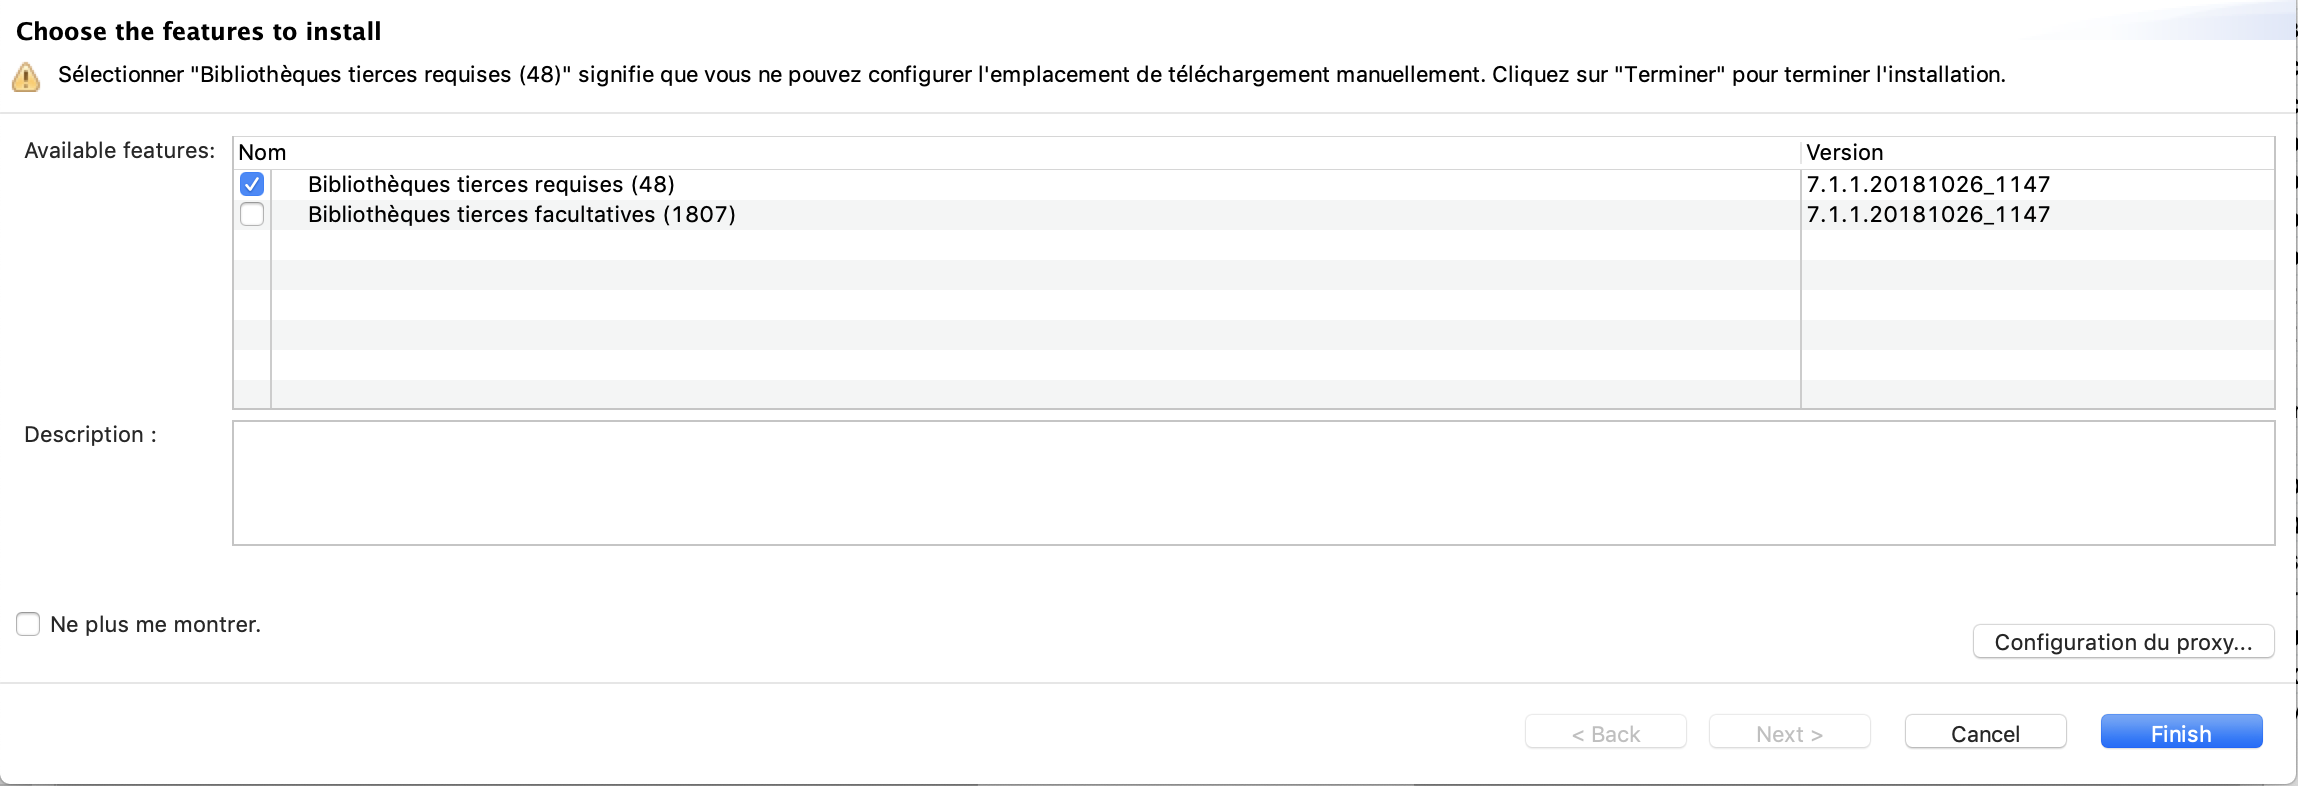 Choose the features to install
Sélectionner "Bibliothèques tierces requises (48)" signifie que vous ne pouvez configurer l'emplacement de téléchargement manuellement. Cliquez sur "Terminer" pour terminer l'installation.
Available features:
Nom Version
Bibliothèques tierces requises (48) 7.1.1.20181026_1147
Bibliothèques tierces facultatives (1807) 7.1.1.20181026_1147
Description :
Ne plus me montrer.
Configuration du proxy...
< Back Next > Cancel Finish